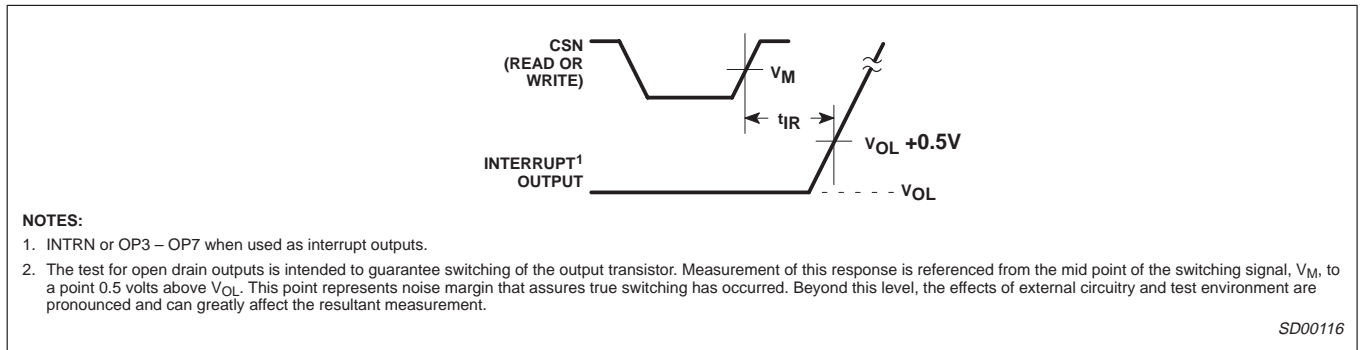 CSN
(READ OR
WRITE)
VM
tIR
VOL +0.5V
INTERRUPT1
OUTPUT
VOL
NOTES:
1. INTRN or OP3 – OP7 when used as interrupt outputs.
2. The test for open drain outputs is intended to guarantee switching of the output transistor. Measurement of this response is referenced from the mid point of the switching signal, VM, to
a point 0.5 volts above VOL. This point represents noise margin that assures true switching has occurred. Beyond this level, the effects of external circuitry and test environment are
pronounced and can greatly affect the resultant measurement.
SD00116